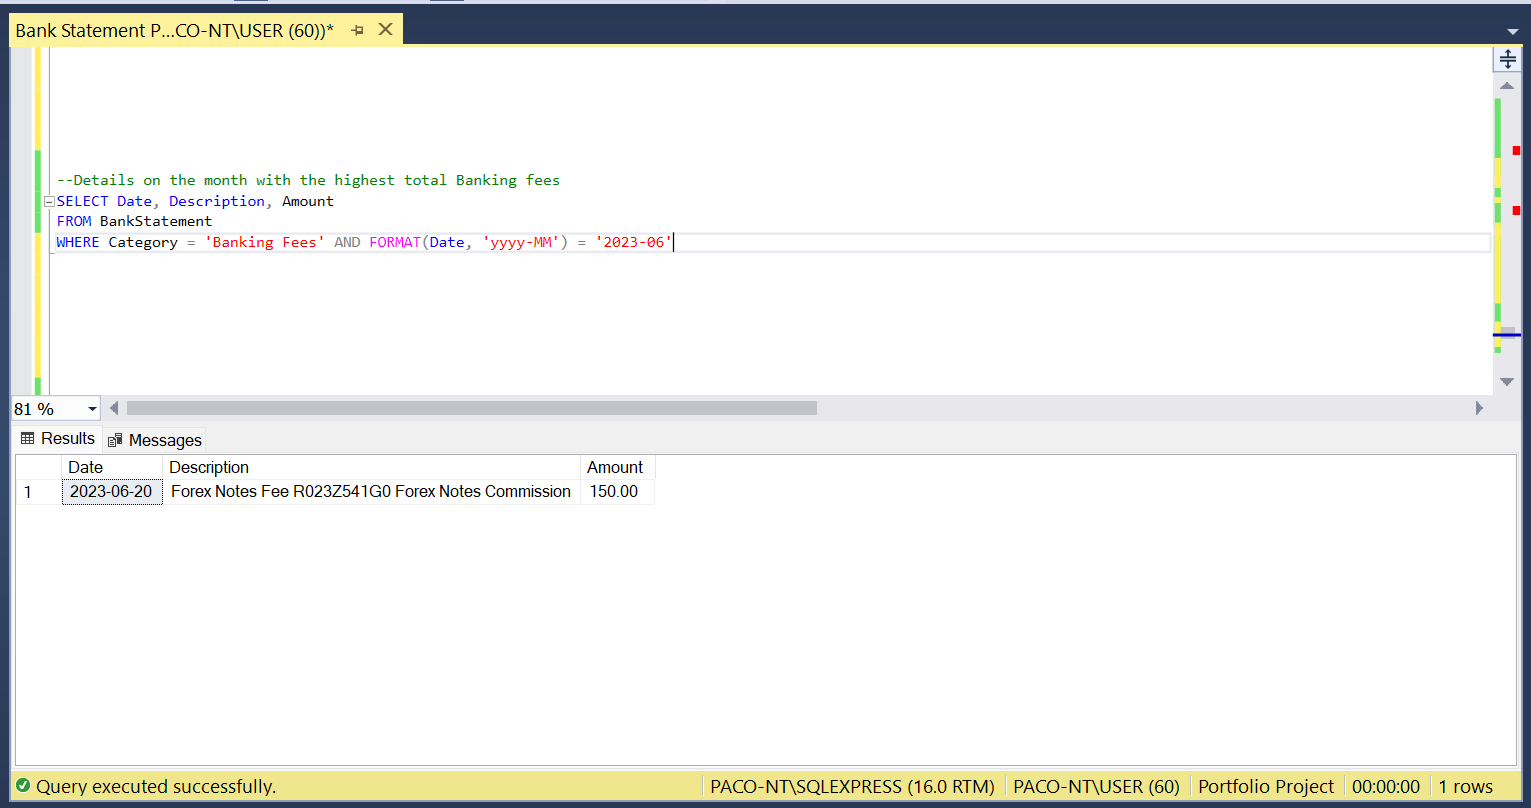 Bank Statement P...CO-NT\USER (60))*
--Details on the month with the highest total Banking fees
SELECT Date, Description, Amount
FROM BankStatement
WHERE Category = 'Banking Fees' AND FORMAT(Date, 'yyyy-MM') = '2023-06'
81 %
Results Messages
Date Description Amount
1 2023-06-20 Forex Notes Fee R023Z541G0 Forex Notes Commission 150.00
Query executed successfully. PACO-NT\SQLEXPRESS (16.0 RTM) PACO-NT\USER (60) Portfolio Project 00:00:00 1 rows